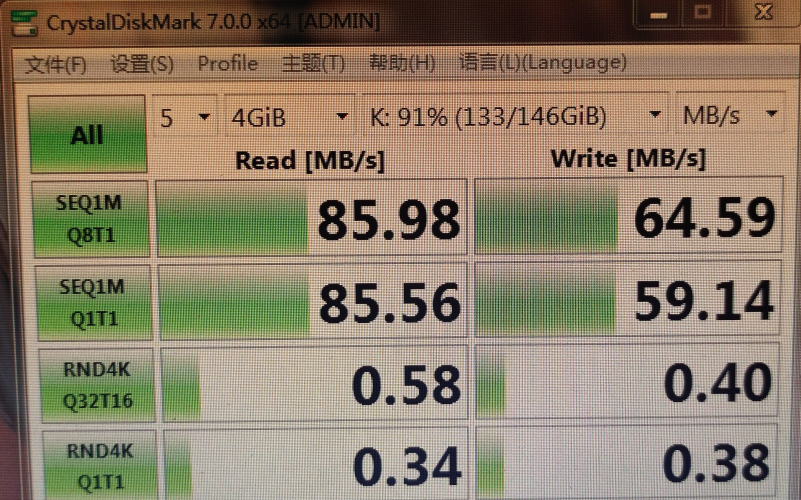 CrystalDiskMark 7.0.0 x64 [ADMIN]
文件(F) 设置(S) Profile 主题(T) 帮助(H) 语言(L)(Language)
All 5 4GiB K: 91% (133/146GiB) MB/s
Read [MB/s] Write [MB/s]
SEQ1M
Q8T1
85.98 64.59
SEQ1M
Q1T1
85.56 59.14
RND4K
Q32T16
0.58 0.40
RND4K
Q1T1
0.34 0.38